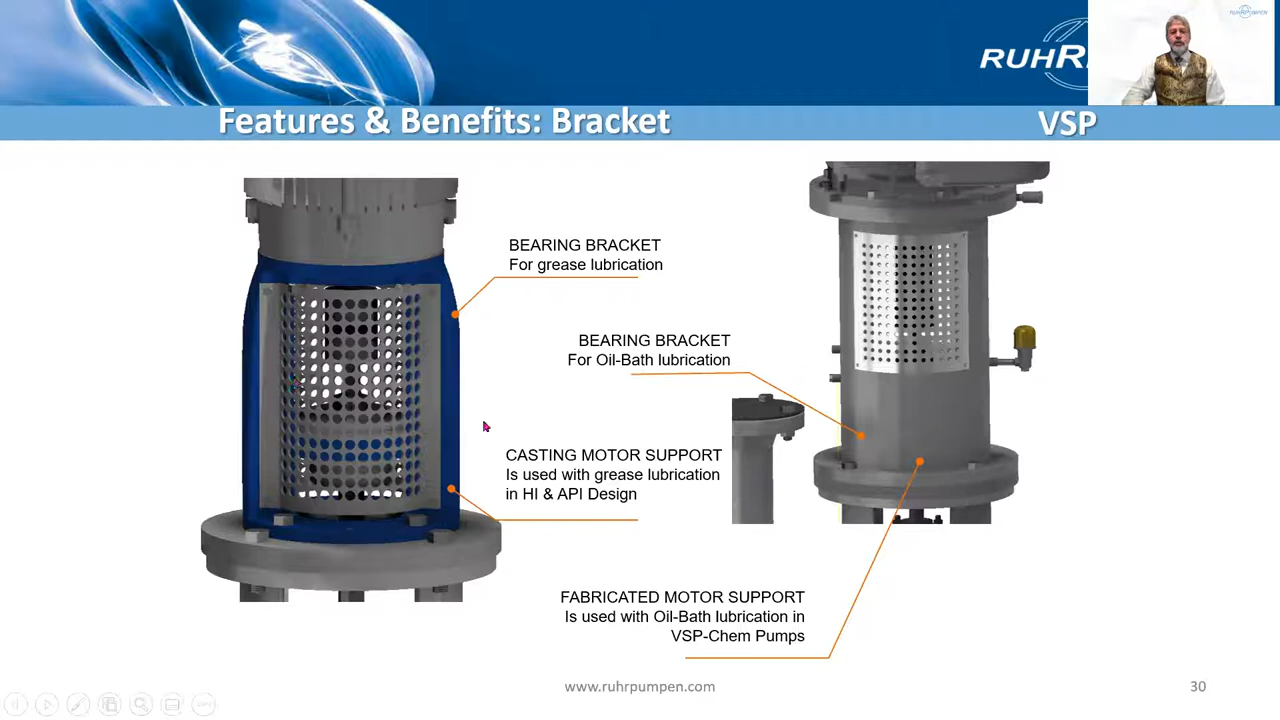 RUHRPUMPEN
RUHR
Features & Benefits: Bracket
VSP
BEARING BRACKET
For grease lubrication
BEARING BRACKET
For Oil-Bath lubrication
CASTING MOTOR SUPPORT
Is used with grease lubrication
in HI & API Design
FABRICATED MOTOR SUPPORT
Is used with Oil-Bath lubrication in
VSP-Chem Pumps
www.ruhrpumpen.com
30